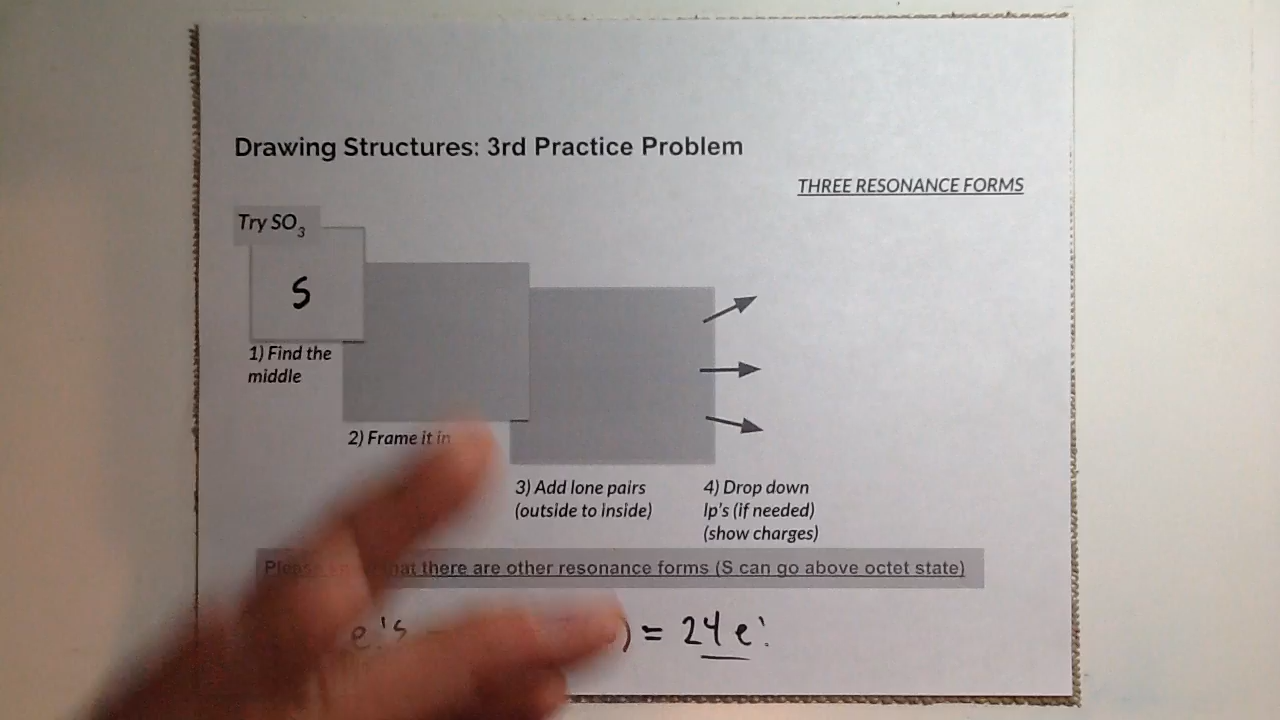 Drawing Structures: 3rd Practice Problem
THREE RESONANCE FORMS
Try SO₃
S
1) Find the
middle
2) Frame it in
3) Add lone pairs
(outside to inside)
4) Drop down
lp's (if needed)
(show charges)
that there are other resonance forms (S can go above octet state)
e's ) = 24 e'